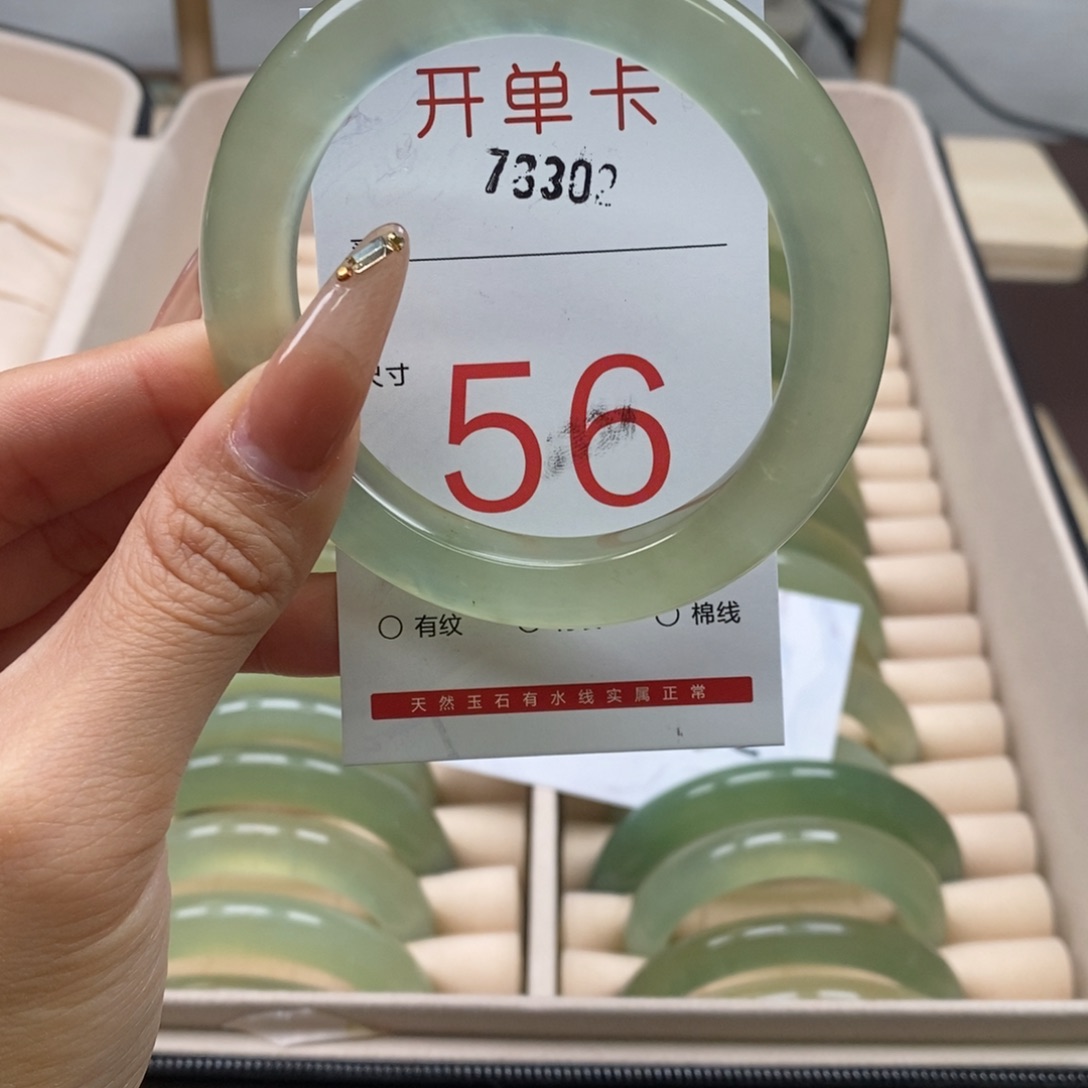 开单卡
73302
尺寸
56
有纹 棉线
天然玉石有水线实属正常